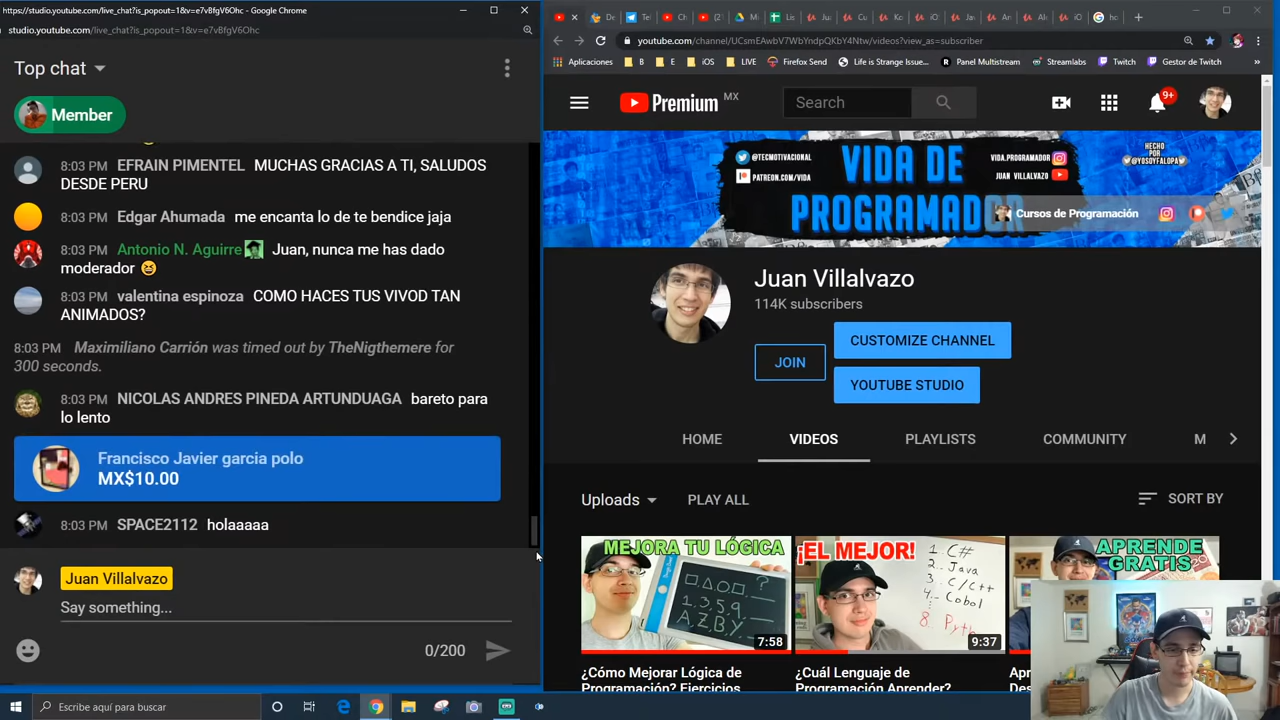 https://studio.youtube.com/live_chat?is_popout=1&v=e7vBfgV6Ohc - Google Chrome
studio.youtube.com/live_chat?is_popout=1&v=e7vBfgV6Ohc
Top chat
Member
8:03 PM EFRAIN PIMENTEL MUCHAS GRACIAS A TI, SALUDOS
DESDE PERU
8:03 PM Edgar Ahumada me encanta lo de te bendice jaja
8:03 PM Antonio N. Aguirre Juan, nunca me has dado
moderador 😆
8:03 PM valentina espinoza COMO HACES TUS VIVOD TAN
ANIMADOS?
8:03 PM Maximiliano Carrión was timed out by TheNigthemere for
300 seconds.
8:03 PM NICOLAS ANDRES PINEDA ARTUNDUAGA bareto para
lo lento
Francisco Javier garcia polo
MX$10.00
8:03 PM SPACE2112 holaaaaa
Juan Villalvazo
Say something...
0/200
Escribe aquí para buscar
youtube.com/channel/UCsmEAwbV7WbYndpQKbY4Ntw/videos?view_as=subscriber
Aplicaciones B E iOS LIVE Firefox Send Life is Strange Issue... Panel Multistream Streamlabs Twitch Gestor de Twitch
Premium MX
Search
9+
@TECMOTIVACIONAL
PATREON.COM/VIDA
VIDA DE
PROGRAMADOR
VIDA.PROGRAMADOR
JUAN VILLALVAZO
HECHO
POR
@YOSOYFALOPA
Cursos de Programación
Juan Villalvazo
114K subscribers
JOIN
CUSTOMIZE CHANNEL
YOUTUBE STUDIO
HOME VIDEOS PLAYLISTS COMMUNITY M
Uploads PLAY ALL SORT BY
MEJORA TU LÓGICA
?
1,3,5,9,
A,Z,B,Y,
7:58
¿Cómo Mejorar Lógica de
Programación? Ejercicios
¡EL MEJOR!
1. C#
2. Java
3. C/C++
4. Cobol
8. Pyth
9:37
¿Cuál Lenguaje de
Programación Aprender?
APRENDE
GRATIS